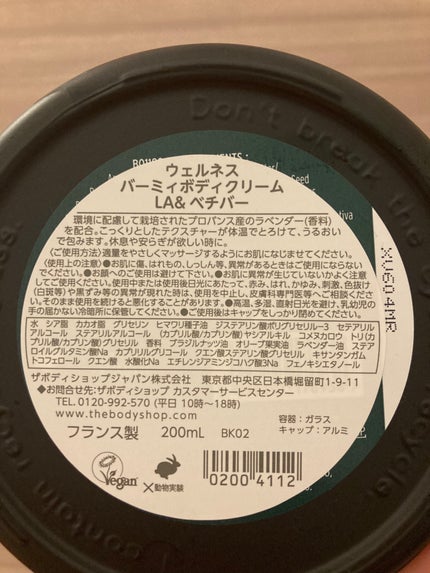 Don't break
ウェルネス
バーミィボディクリーム
LA& ベチバー
環境に配慮して栽培されたプロバンス産のラベンダー(香料)
を配合。こっくりとしたテクスチャーが体温でとろけて、うるおい
で包みます。休息や安らぎが欲しい時に。
〈ご使用方法〉適量をやさしくマッサージするようにお肌になじませてください。
〈使用上の注意〉●お肌に傷、はれもの、しっしん等、異常があるときはご使用にならない
でください。●お顔へのご使用は避けて下さい。●お肌に異常が生じていないかよく注意
してご使用ください。使用中または使用後日光にあたって、赤み、はれ、かゆみ、刺激、色抜け
(白斑等)や黒ずみ等の異常が現れた時は、使用を中止し、皮膚科専門医等へご相談くださ
い。そのまま使用を続けると悪化することがあります。●高温、多湿、直射日光を避け、乳幼児の
手の届かない冷暗所に保管してください。●ご使用後はキャップをしっかり閉めてください。
水 シア脂 カカオ脂 グリセリン ヒマワリ種子油 ジステアリン酸ポリグリセリル-3 セテアリル
アルコール ステアリルアルコール (カプリル酸/カプリン酸)ヤシアルキル コメヌカロウ トリ(カ
プリル酸/カプリン酸)グリセリル 香料 ブラジルナッツ油 オリーブ果実油 ラベンダー油 ステア
ロイルグルタミン酸Na カプリリルグリコール クエン酸ステアリン酸グリセリル キサンタンガム
トコフェロール クエン酸 水酸化Na エチレンジアミンジコハク酸3Na フェノキシエタノール
ザボディショップジャパン株式会社 東京都中央区日本橋堀留町1-9-11
◆お問合せ先:ザボディショップ カスタマーサービスセンター
TEL 0120-992-570 (平日 10時〜18時)
www.thebodyshop.com
フランス製 200mL BK02
容器：ガラス
キャップ：アルミ
Vegan
×動物実験
0200 4112
XU604MR